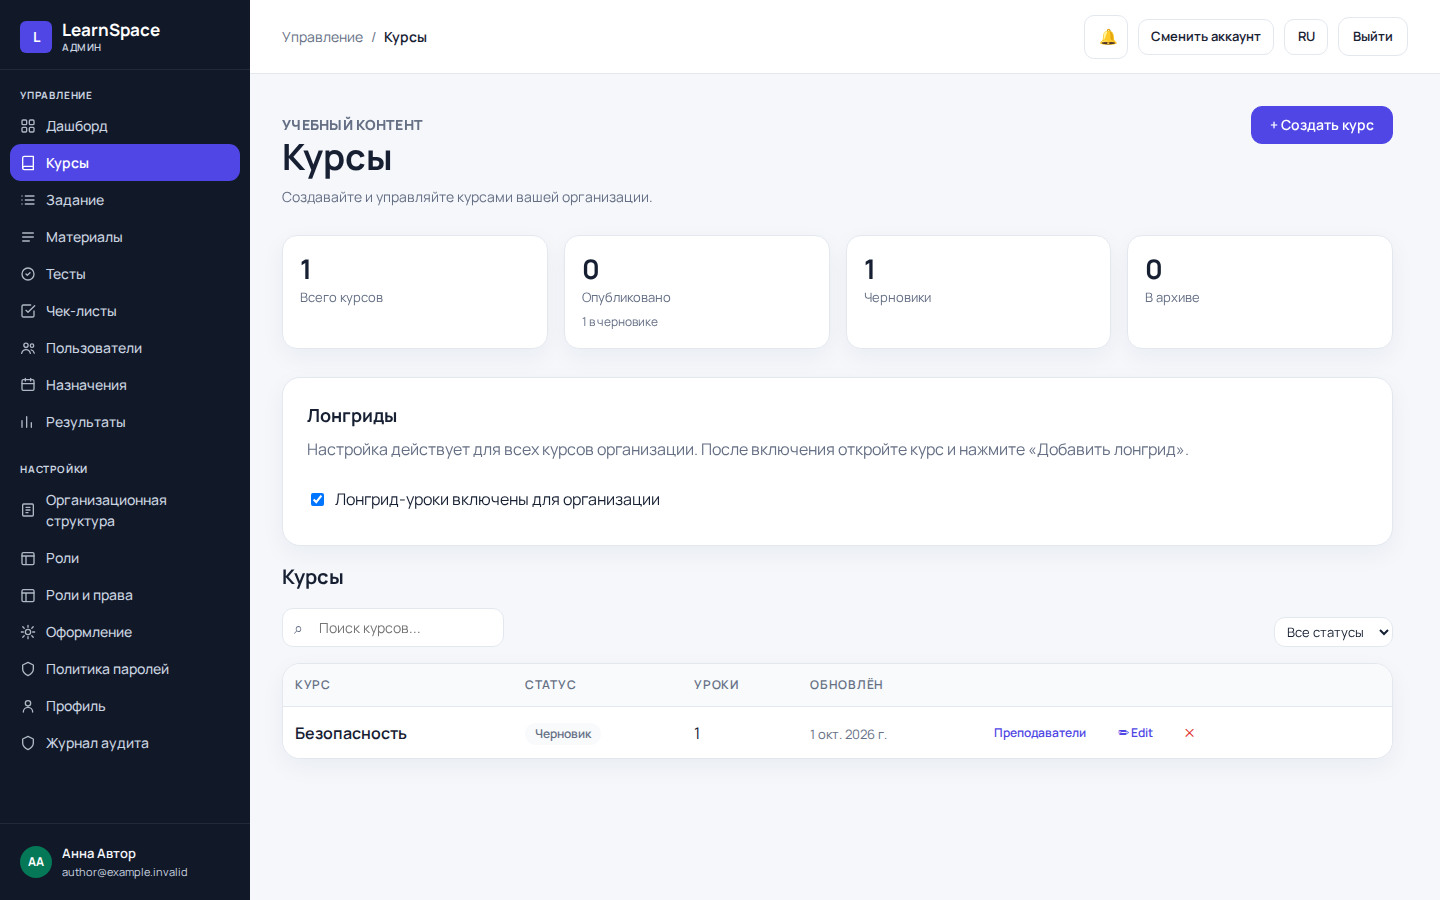 L
LearnSpace
АДМИН
УПРАВЛЕНИЕ
Дашборд
Курсы
Задание
Материалы
Тесты
Чек-листы
Пользователи
Назначения
Результаты
НАСТРОЙКИ
Организационная
структура
Роли
Роли и права
Оформление
Политика паролей
Профиль
Журнал аудита
АА
Анна Автор
author@example.invalid
Управление / Курсы
Сменить аккаунт
RU
Выйти
УЧЕБНЫЙ КОНТЕНТ
Курсы
Создавайте и управляйте курсами вашей организации.
+ Создать курс
1
Всего курсов
0
Опубликовано
1 в черновике
1
Черновики
0
В архиве
Лонгриды
Настройка действует для всех курсов организации. После включения откройте курс и нажмите «Добавить лонгрид».
Лонгрид-уроки включены для организации
Курсы
Поиск курсов...
Все статусы
КУРС СТАТУС УРОКИ ОБНОВЛЁН
Безопасность Черновик 1 1 окт. 2026 г. Преподаватели ✏ Edit ×